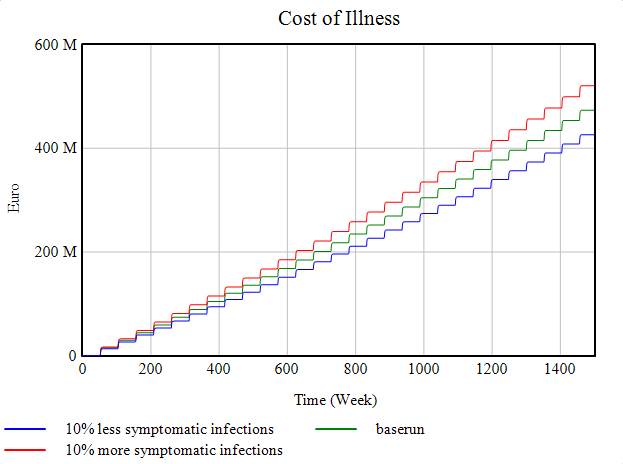 Cost of Illness
600 M
400 M
200 M
0
Euro
0 200 400 600 800 1000 1200 1400
Time (Week)
10% less symptomatic infections baserun
10% more symptomatic infections